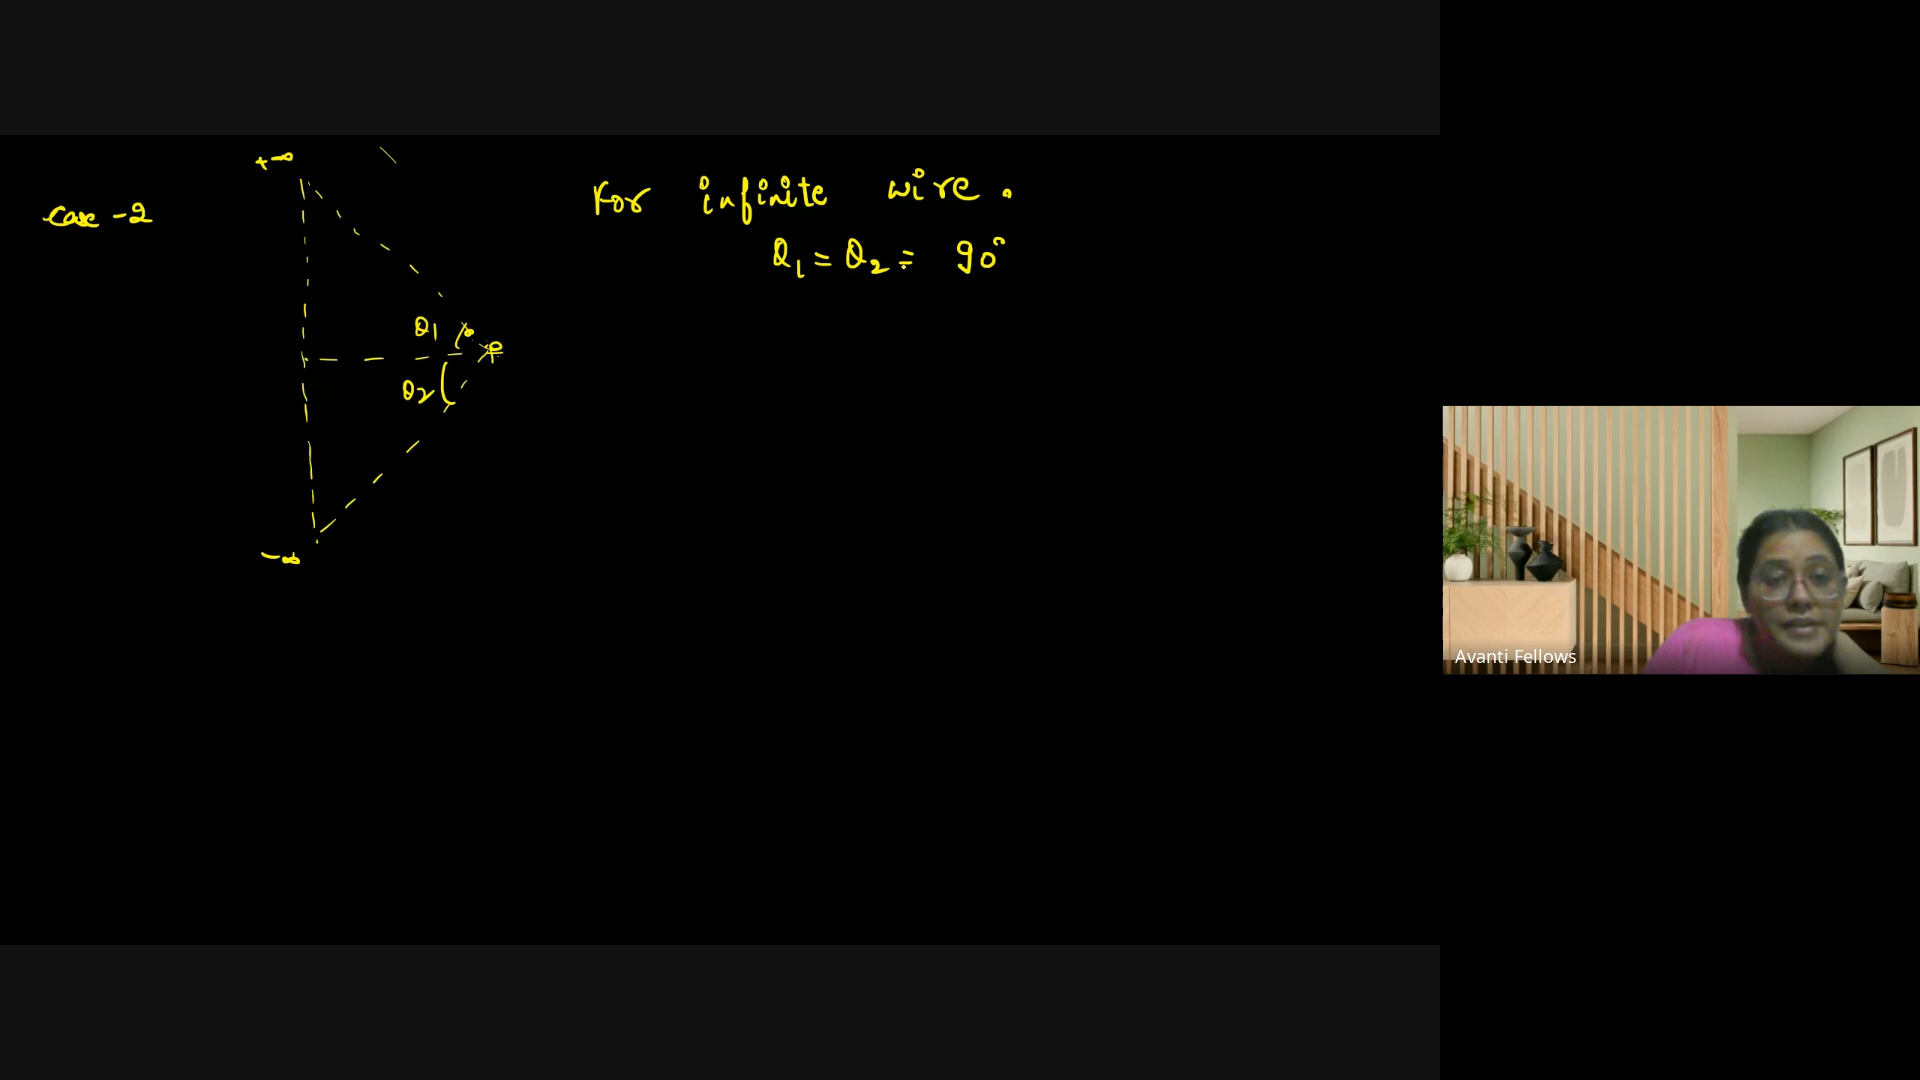 +∞
case -2
For infinite wire.
θ1 = θ2 = 90°
θ1
P
θ2
-∞
Avanti Fellows